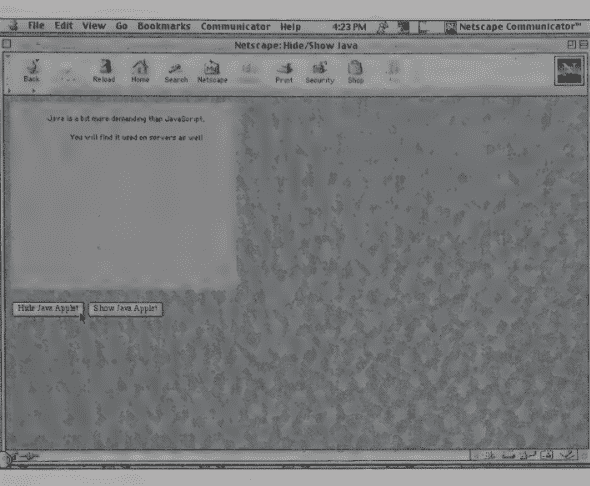 File Edit View Go Bookmarks Communicator Help 4:23 PM Netscape Communicator™
Netscape: Hide/Show Java
Back Reload Home Search Netscape Print Security Shop
Java is a bit more demanding than JavaScript.
You will find it used on servers as well
Hide Java Applet Show Java Applet